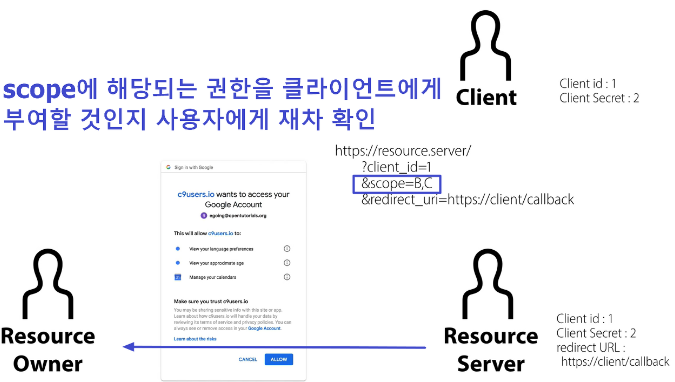 scope에 해당되는 권한을 클라이언트에게
부여할 것인지 사용자에게 재차 확인
Client
Client id : 1
Client Secret : 2
https://resource.server/
?client_id=1
&scope=B,C
&redirect_uri=https://client/callback
Sign in with Google
c9users.io wants to access your
Google Account
egoing@opentutorials.org
This will allow c9users.io to:
View your language preferences
View your approximate age
Manage your calendars
Make sure you trust c9users.io
You may be sharing sensitive info with this site or app.
Learn about how c9users.io will handle your data by
reviewing its terms of service and privacy policies. You can
always see or remove access in your Google Account.
Learn about the risks
CANCEL
ALLOW
Resource
Owner
Resource
Server
Client id : 1
Client Secret : 2
redirect URL :
https://client/callback